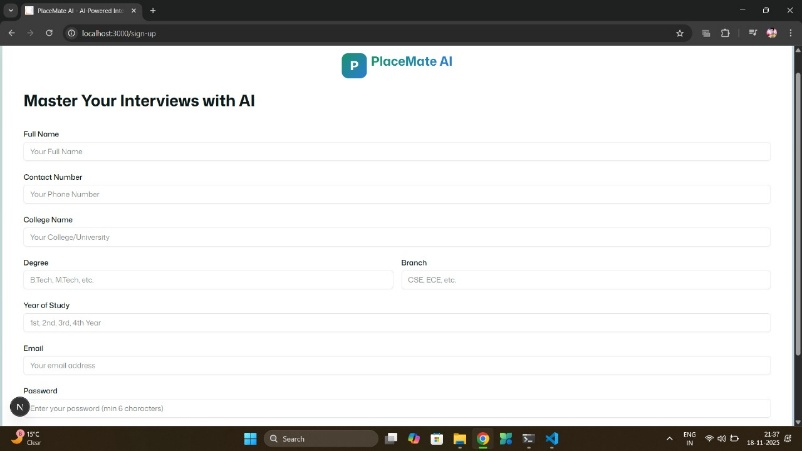 PlaceMate AI - AI-Powered Inte
localhost:3000/sign-up
P PlaceMate AI
Master Your Interviews with AI
Full Name
Your Full Name
Contact Number
Your Phone Number
College Name
Your College/University
Degree Branch
B.Tech, M.Tech, etc. CSE, ECE, etc.
Year of Study
1st, 2nd, 3rd, 4th Year
Email
Your email address
Password
N Enter your password (min 6 characters)
15°C
Clear
Search
ENG
IN
21:37
18-11-2025